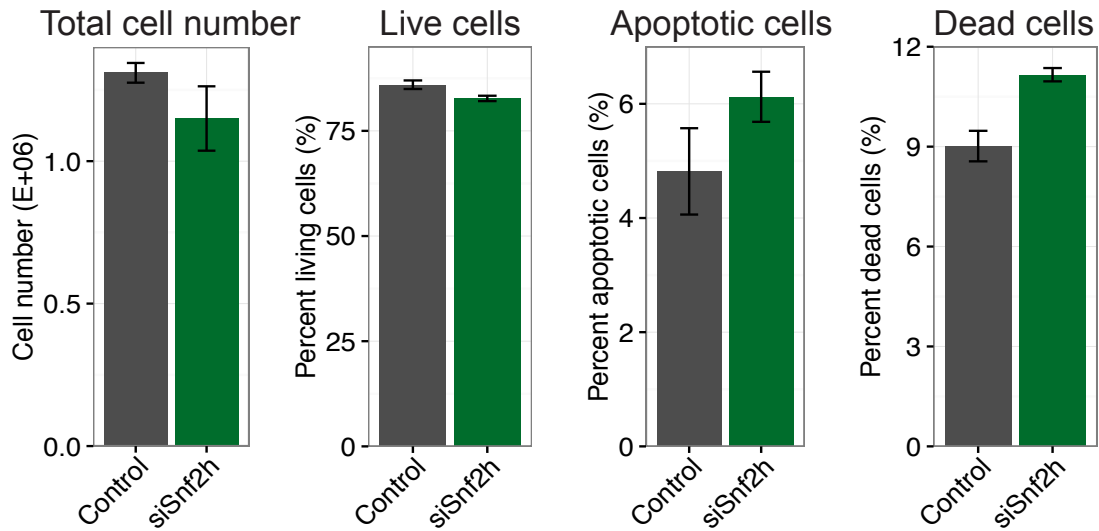 Total cell number
Cell number (E+06)
1.0
0.5
0.0
Control
siSnf2h
Live cells
Percent living cells (%)
75
50
25
0
Control
siSnf2h
Apoptotic cells
Percent apoptotic cells (%)
6
4
2
0
Control
siSnf2h
Dead cells
Percent dead cells (%)
12
9
6
3
0
Control
siSnf2h